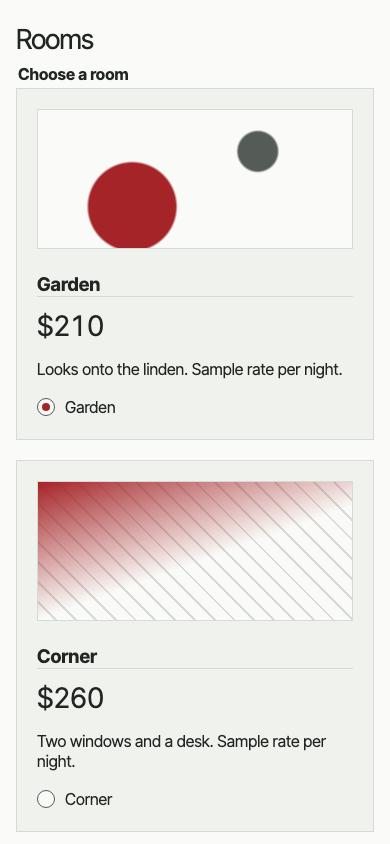 Rooms
Choose a room
Garden
$210
Looks onto the linden. Sample rate per night.
Garden
Corner
$260
Two windows and a desk. Sample rate per
night.
Corner